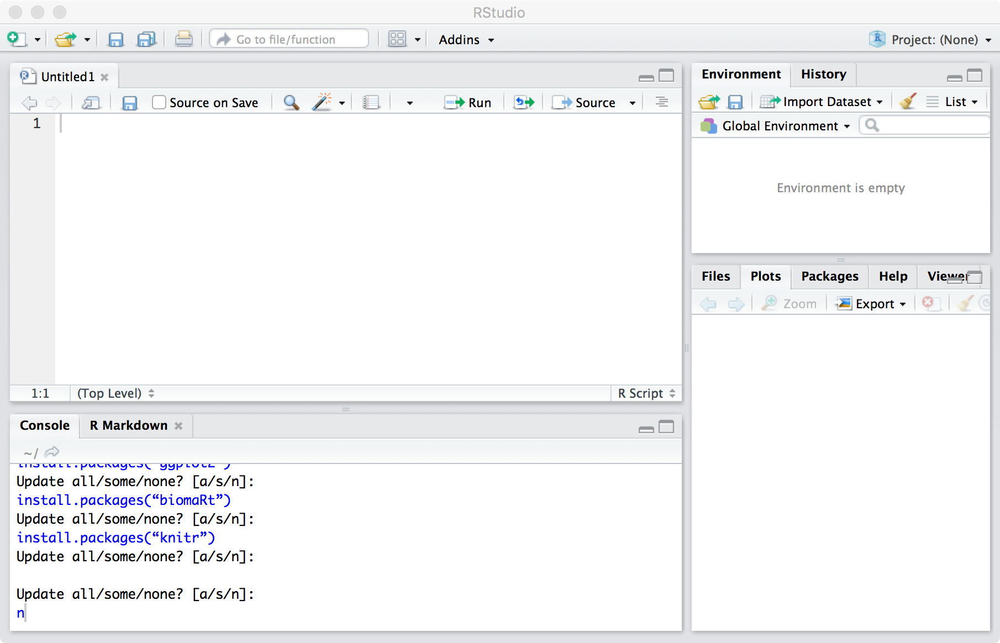 RStudio
Go to file/function
Addins
Project: (None)
Untitled1
Source on Save
Run
Source
1
1:1
(Top Level)
R Script
Console
R Markdown
~/
install.packages("ggplot2")
Update all/some/none? [a/s/n]:
install.packages(“biomaRt”)
Update all/some/none? [a/s/n]:
install.packages(“knitr”)
Update all/some/none? [a/s/n]:
Update all/some/none? [a/s/n]:
n
Environment
History
Import Dataset
List
Global Environment
Environment is empty
Files
Plots
Packages
Help
Viewer
Zoom
Export